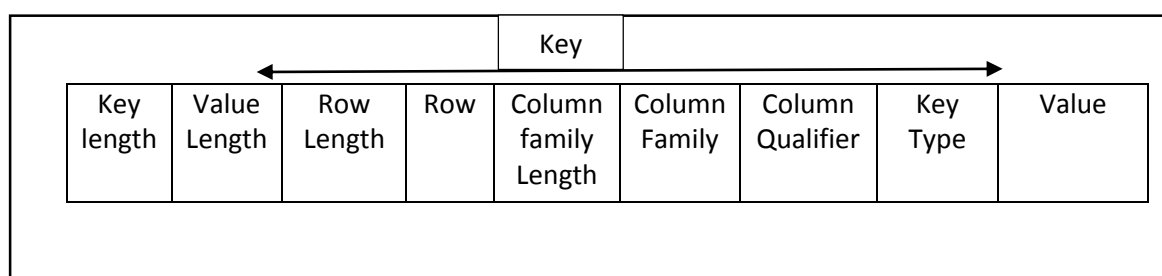 Key
Key length
Value Length
Row Length
Row
Column family Length
Column Family
Column Qualifier
Key Type
Value